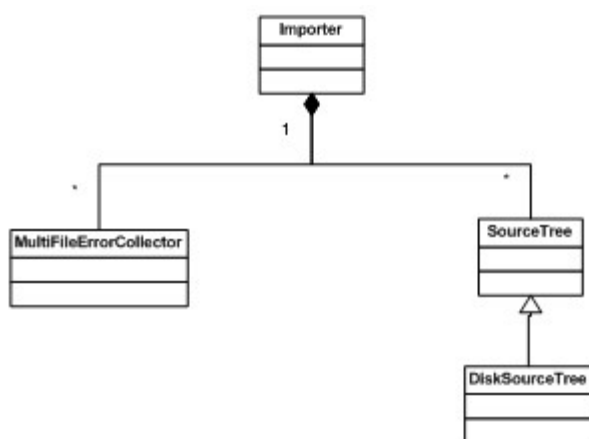 Importer
1
*
*
MultiFileErrorCollector
SourceTree
DiskSourceTree